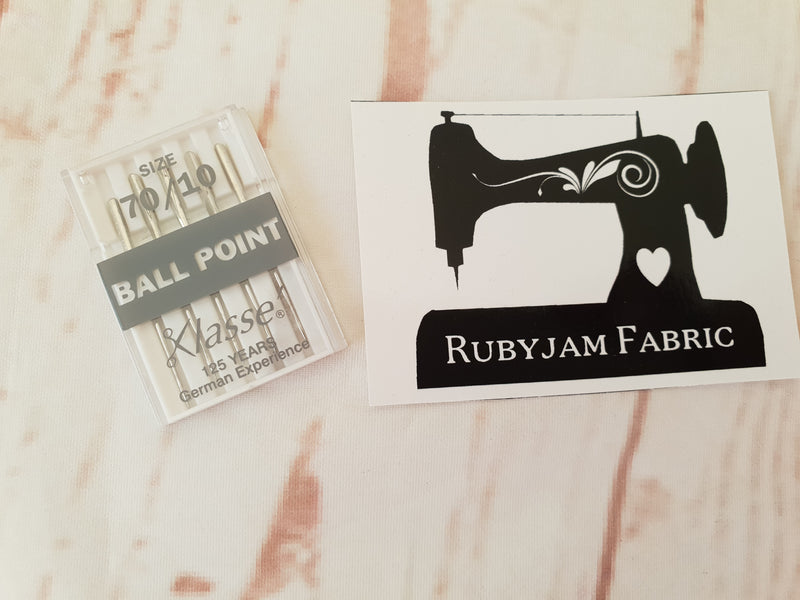 SIZE
70/10
BALL POINT
Klasse®
125 YEARS
German Experience
RUBYJAM FABRIC